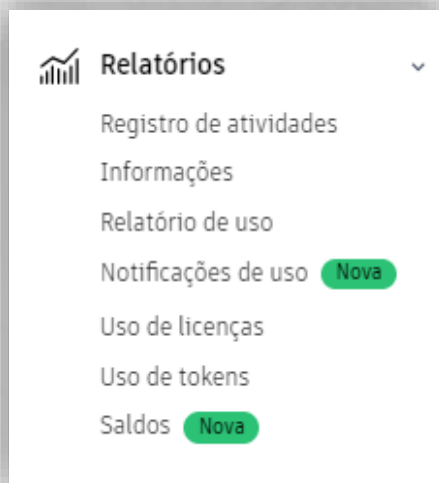 Relatórios
Registro de atividades
Informações
Relatório de uso
Notificações de uso Nova
Uso de licenças
Uso de tokens
Saldos Nova